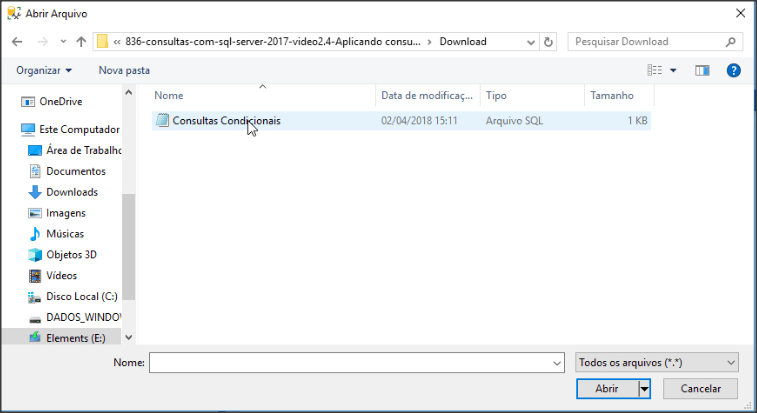 Abrir Arquivo
« 836-consultas-com-sql-server-2017-video2.4-Aplicando consu... > Download
Pesquisar Download
Organizar
Nova pasta
Nome
Data de modificaç...
Tipo
Tamanho
Consultas Condicionais
02/04/2018 15:11
Arquivo SQL
1 KB
OneDrive
Este Computador
Área de Trabalho
Documentos
Downloads
Imagens
Músicas
Objetos 3D
Vídeos
Disco Local (C:)
DADOS_WINDOW
Elements (E:)
Nome:
Todos os arquivos (*.*)
Abrir
Cancelar